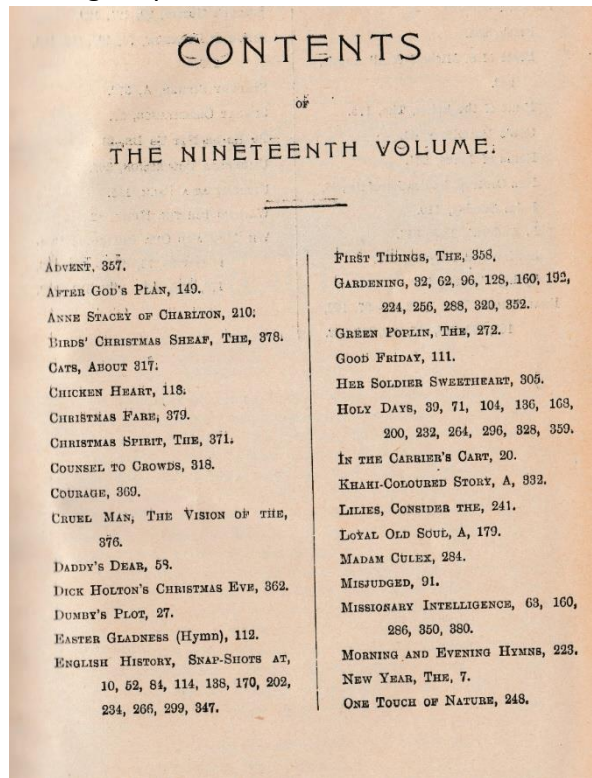 CONTENTS
OF
THE NINETEENTH VOLUME.
ADVENT, 357.
AFTER GOD'S PLAN, 149.
ANNE STACEY OF CHARLTON, 210.
BIRDS' CHRISTMAS SHEAF, THE, 378.
CATS, ABOUT 317.
CHICKEN HEART, 118.
CHRISTMAS FARE, 379.
CHRISTMAS SPIRIT, THE, 371.
COUNSEL TO CROWDS, 318.
COURAGE, 369.
CRUEL MAN, THE VISION OF THE,
376.
DADDY'S DEAR, 58.
DICK HOLTON'S CHRISTMAS EVE, 362.
DUMBY'S PLOT, 27.
EASTER GLADNESS (Hymn), 112.
ENGLISH HISTORY, SNAP-SHOTS AT,
10, 52, 84, 114, 138, 170, 202,
234, 266, 299, 347.
FIRST TIDINGS, THE, 358.
GARDENING, 32, 62, 96, 128, 160, 192,
224, 256, 288, 320, 352.
GREEN POPLIN, THE, 272.
GOOD FRIDAY, 111.
HER SOLDIER SWEETHEART, 305.
HOLY DAYS, 39, 71, 104, 136, 168,
200, 232, 264, 296, 328, 359.
IN THE CARRIER'S CART, 20.
KHAKI-COLOURED STORY, A, 332.
LILIES, CONSIDER THE, 241.
LOYAL OLD SOUL, A, 179.
MADAM CULEX, 284.
MISJUDGED, 91.
MISSIONARY INTELLIGENCE, 63, 160,
286, 350, 380.
MORNING AND EVENING HYMNS, 223.
NEW YEAR, THE, 7.
ONE TOUCH OF NATURE, 248.